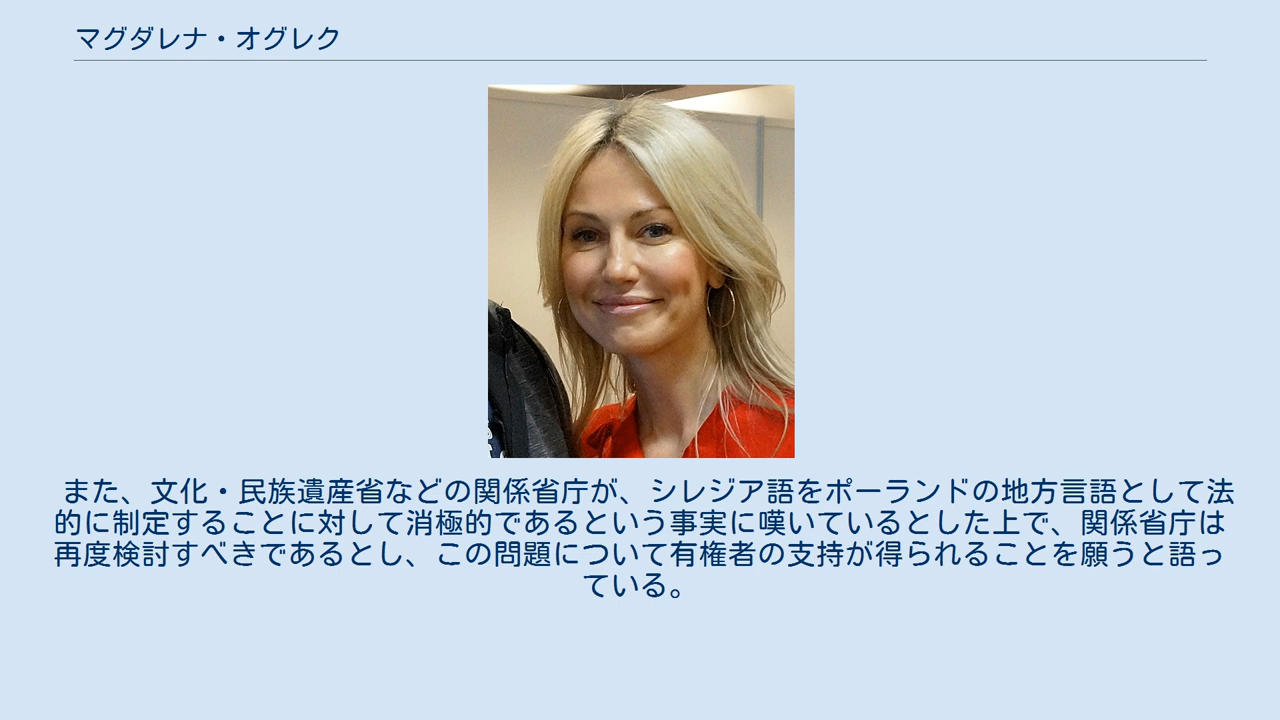 マグダレナ・オグレク
また、文化・民族遺産省などの関係省庁が、シレジア語をポーランドの地方言語として法
的に制定することに対して消極的であるという事実に嘆いているとした上で、関係省庁は
再度検討すべきであるとし、この問題について有権者の支持が得られることを願うと語っ
ている。